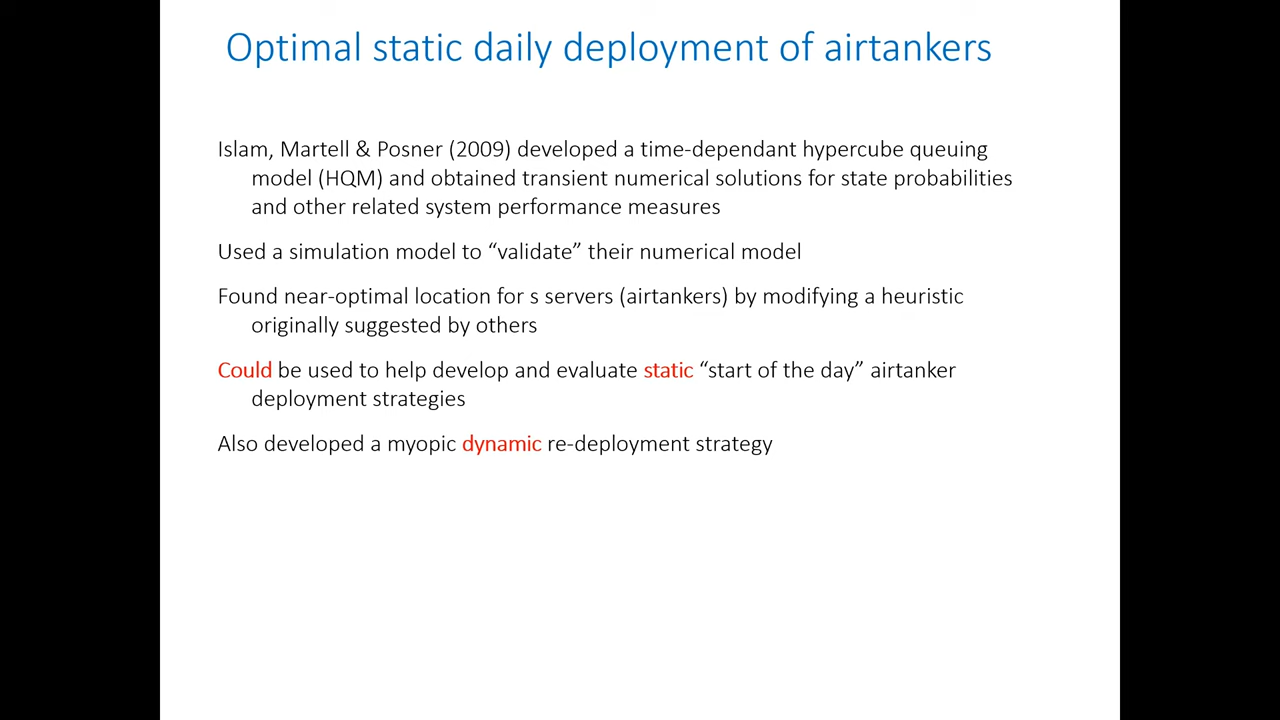 Optimal static daily deployment of airtankers
Islam, Martell & Posner (2009) developed a time-dependant hypercube queuing
model (HQM) and obtained transient numerical solutions for state probabilities
and other related system performance measures
Used a simulation model to “validate” their numerical model
Found near-optimal location for s servers (airtankers) by modifying a heuristic
originally suggested by others
Could be used to help develop and evaluate static “start of the day” airtanker
deployment strategies
Also developed a myopic dynamic re-deployment strategy